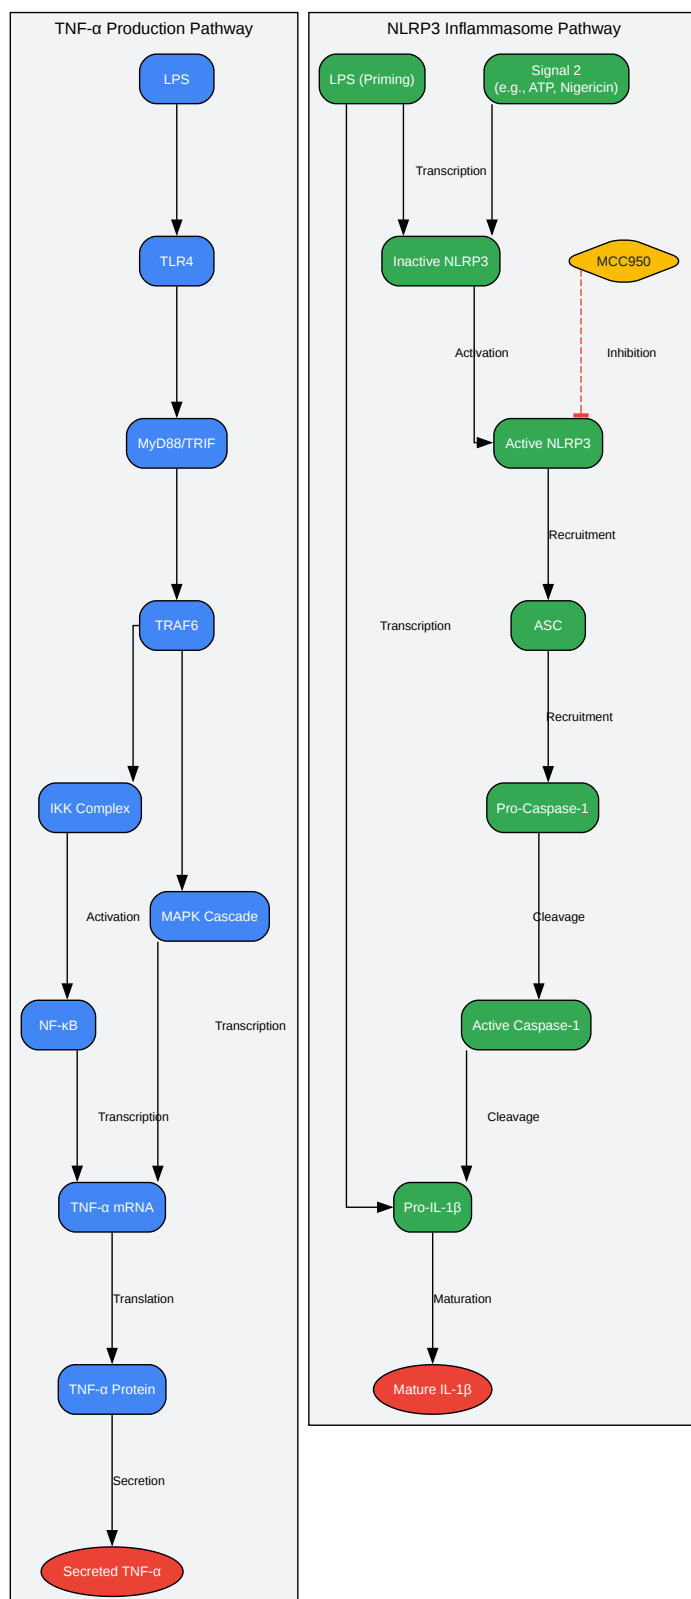 TNF-α Production Pathway
LPS
TLR4
MyD88/TRIF
TRAF6
IKK Complex
Activation
MAPK Cascade
NF-κB
Transcription
Transcription
TNF-α mRNA
Translation
TNF-α Protein
Secretion
Secreted TNF-α
NLRP3 Inflammasome Pathway
LPS (Priming)
Signal 2
(e.g., ATP, Nigericin)
Transcription
Inactive NLRP3
MCC950
Activation
Inhibition
Active NLRP3
Recruitment
Transcription
ASC
Recruitment
Pro-Caspase-1
Cleavage
Active Caspase-1
Cleavage
Pro-IL-1β
Maturation
Mature IL-1β